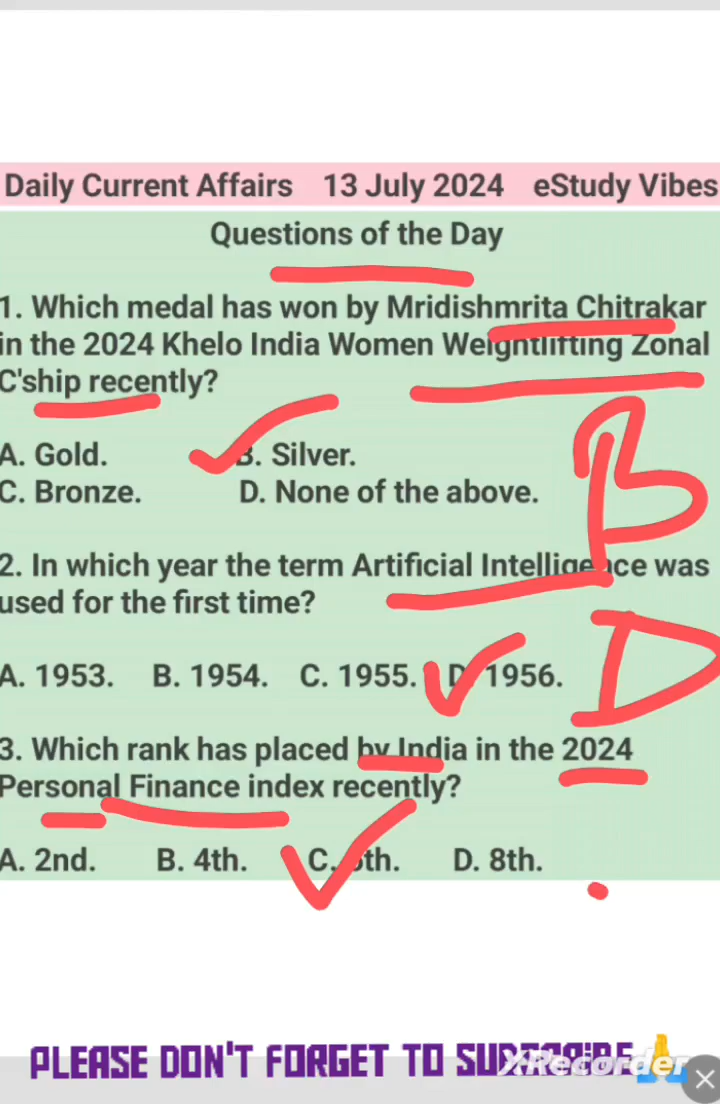 Daily Current Affairs 13 July 2024 eStudy Vibes
Questions of the Day
1. Which medal has won by Mridishmrita Chitrakar
in the 2024 Khelo India Women Weightlifting Zonal
C'ship recently?
A. Gold. B. Silver.
C. Bronze. D. None of the above.
B
2. In which year the term Artificial Intelligence was
used for the first time?
A. 1953. B. 1954. C. 1955. D. 1956.
D
3. Which rank has placed by India in the 2024
Personal Finance index recently?
A. 2nd. B. 4th. C. th. D. 8th.
PLEASE DON'T FORGET TO SUBSCRIBE
XRecorder